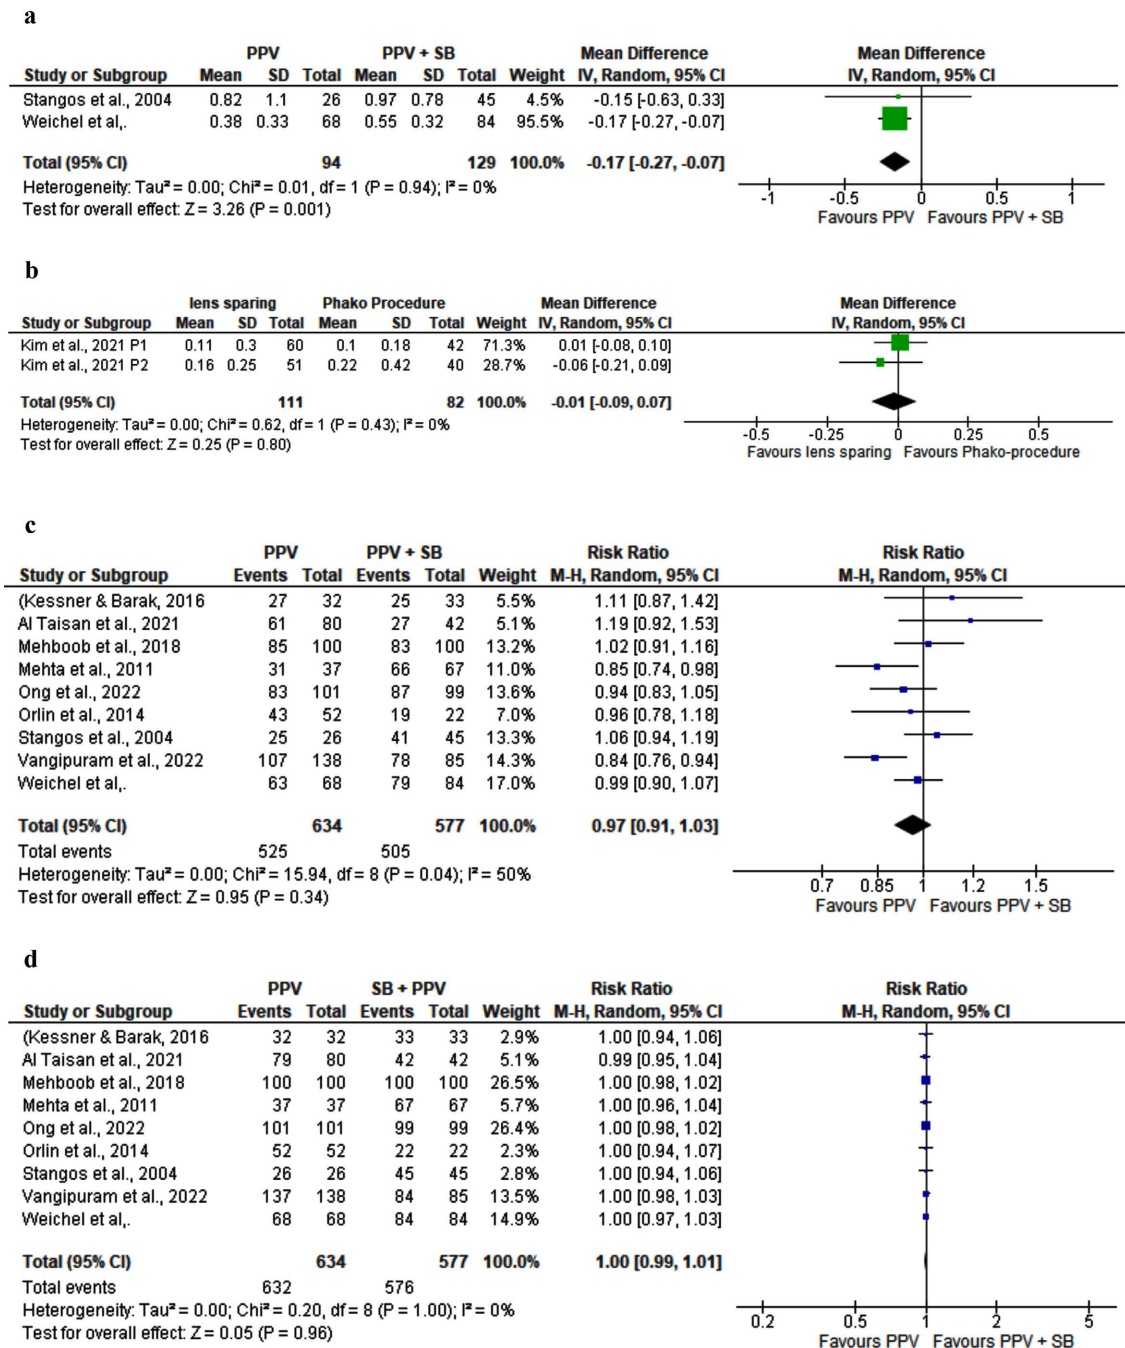 a
PPV PPV + SB Mean Difference Mean Difference
Study or Subgroup Mean SD Total Mean SD Total Weight IV, Random, 95% CI IV, Random, 95% CI
Stangos et al., 2004 0.82 1.1 26 0.97 0.78 45 4.5% -0.15 [-0.63, 0.33]
Weichel et al,. 0.38 0.33 68 0.55 0.32 84 95.5% -0.17 [-0.27, -0.07]
Total (95% CI) 94 129 100.0% -0.17 [-0.27, -0.07]
Heterogeneity: Tau² = 0.00; Chi² = 0.01, df = 1 (P = 0.94); I² = 0%
Test for overall effect: Z = 3.26 (P = 0.001)
-1 -0.5 0 0.5 1
Favours PPV Favours PPV + SB
b
lens sparing Phako Procedure Mean Difference Mean Difference
Study or Subgroup Mean SD Total Mean SD Total Weight IV, Random, 95% CI IV, Random, 95% CI
Kim et al., 2021 P1 0.11 0.3 60 0.1 0.18 42 71.3% 0.01 [-0.08, 0.10]
Kim et al., 2021 P2 0.16 0.25 51 0.22 0.42 40 28.7% -0.06 [-0.21, 0.09]
Total (95% CI) 111 82 100.0% -0.01 [-0.09, 0.07]
Heterogeneity: Tau² = 0.00; Chi² = 0.62, df = 1 (P = 0.43); I² = 0%
Test for overall effect: Z = 0.25 (P = 0.80)
-0.5 -0.25 0 0.25 0.5
Favours lens sparing Favours Phako-procedure
c
PPV PPV + SB Risk Ratio Risk Ratio
Study or Subgroup Events Total Events Total Weight M-H, Random, 95% CI M-H, Random, 95% CI
(Kessner & Barak, 2016 27 32 25 33 5.5% 1.11 [0.87, 1.42]
Al Taisan et al., 2021 61 80 27 42 5.1% 1.19 [0.92, 1.53]
Mehboob et al., 2018 85 100 83 100 13.2% 1.02 [0.91, 1.16]
Mehta et al., 2011 31 37 66 67 11.0% 0.85 [0.74, 0.98]
Ong et al., 2022 83 101 87 99 13.6% 0.94 [0.83, 1.05]
Orlin et al., 2014 43 52 19 22 7.0% 0.96 [0.78, 1.18]
Stangos et al., 2004 25 26 41 45 13.3% 1.06 [0.94, 1.19]
Vangipuram et al., 2022 107 138 78 85 14.3% 0.84 [0.76, 0.94]
Weichel et al,. 63 68 79 84 17.0% 0.99 [0.90, 1.07]
Total (95% CI) 634 577 100.0% 0.97 [0.91, 1.03]
Total events 525 505
Heterogeneity: Tau² = 0.00; Chi² = 15.94, df = 8 (P = 0.04); I² = 50%
Test for overall effect: Z = 0.95 (P = 0.34)
0.7 0.85 1 1.2 1.5
Favours PPV Favours PPV + SB
d
PPV SB + PPV Risk Ratio Risk Ratio
Study or Subgroup Events Total Events Total Weight M-H, Random, 95% CI M-H, Random, 95% CI
(Kessner & Barak, 2016 32 32 33 33 2.9% 1.00 [0.94, 1.06]
Al Taisan et al., 2021 79 80 42 42 5.1% 0.99 [0.95, 1.04]
Mehboob et al., 2018 100 100 100 100 26.5% 1.00 [0.98, 1.02]
Mehta et al., 2011 37 37 67 67 5.7% 1.00 [0.96, 1.04]
Ong et al., 2022 101 101 99 99 26.4% 1.00 [0.98, 1.02]
Orlin et al., 2014 52 52 22 22 2.3% 1.00 [0.94, 1.07]
Stangos et al., 2004 26 26 45 45 2.8% 1.00 [0.94, 1.06]
Vangipuram et al., 2022 137 138 84 85 13.5% 1.00 [0.98, 1.03]
Weichel et al,. 68 68 84 84 14.9% 1.00 [0.97, 1.03]
Total (95% CI) 634 577 100.0% 1.00 [0.99, 1.01]
Total events 632 576
Heterogeneity: Tau² = 0.00; Chi² = 0.20, df = 8 (P = 1.00); I² = 0%
Test for overall effect: Z = 0.05 (P = 0.96)
0.2 0.5 1 2 5
Favours PPV Favours PPV + SB